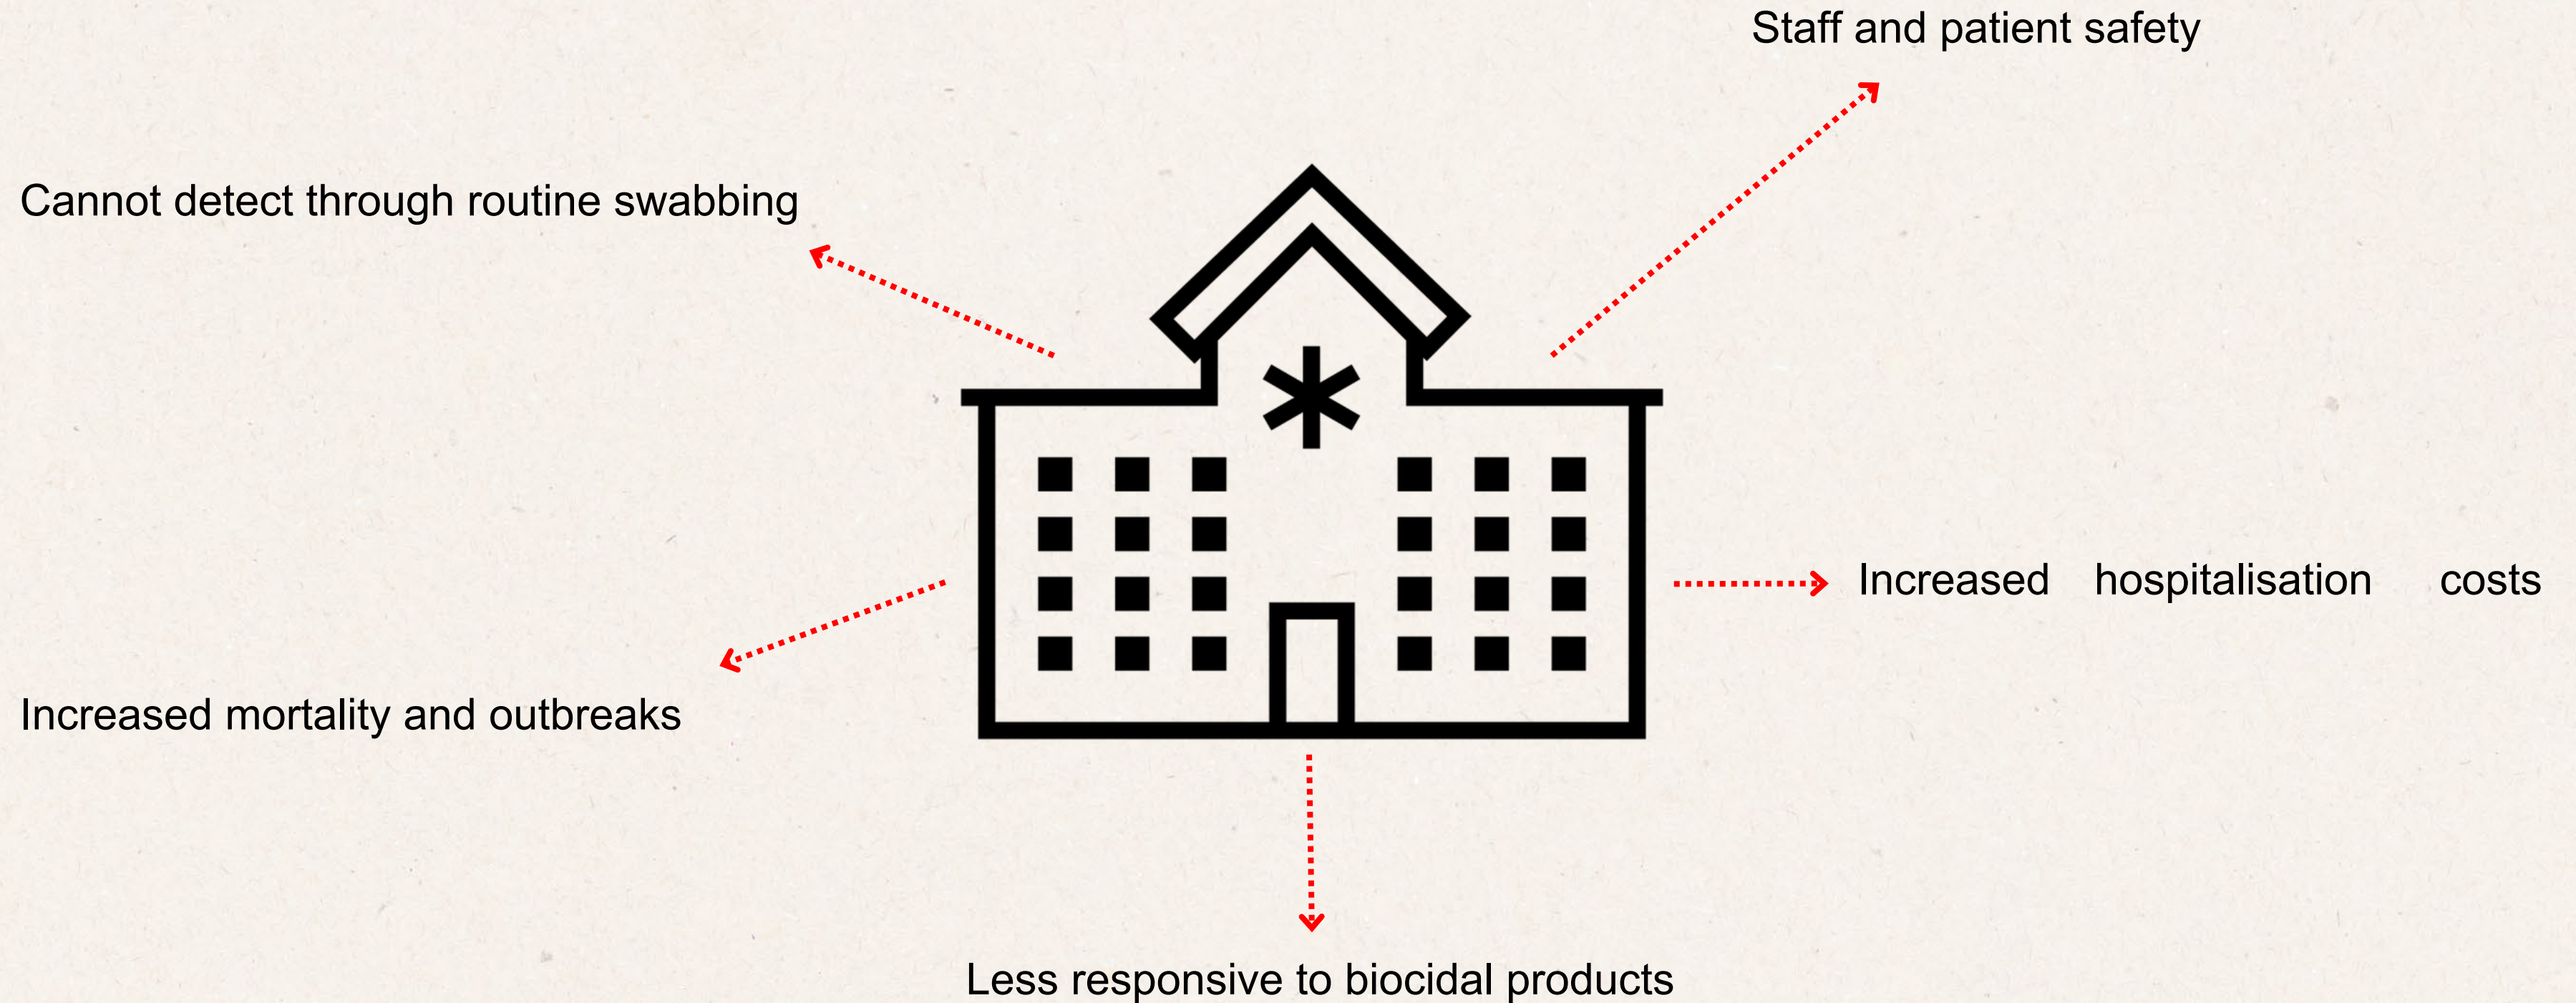 Staff and patient safety
Cannot detect through routine swabbing
Increased hospitalisation costs
Increased mortality and outbreaks
Less responsive to biocidal products